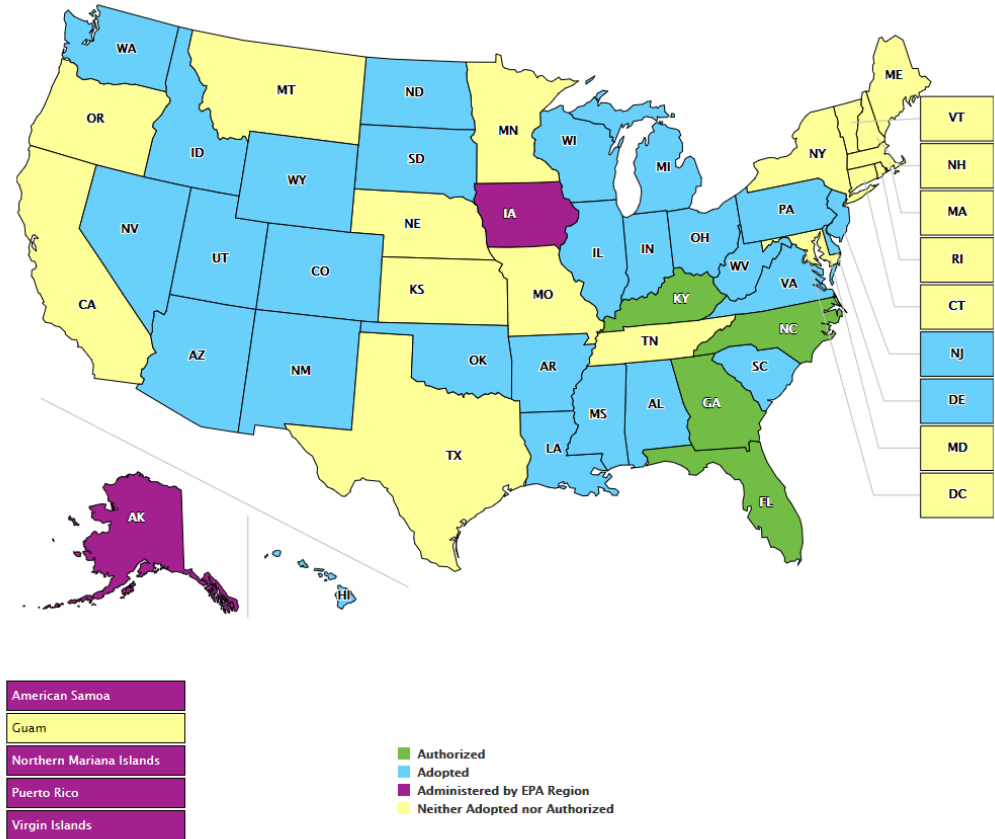 WA
MT
ND
ME
MN
OR
VT
WI
NY
ID
SD
MI
NH
WY
IA
PA
MA
NE
NV
OH
IL
IN
UT
CO
WV
RI
VA
KS
MO
KY
CA
CT
NC
TN
AZ
OK
NJ
NM
AR
SC
DE
GA
AL
MS
LA
MD
TX
DC
FL
AK
HI
American Samoa
Guam
Northern Mariana Islands
Puerto Rico
Virgin Islands
Authorized
Adopted
Administered by EPA Region
Neither Adopted nor Authorized